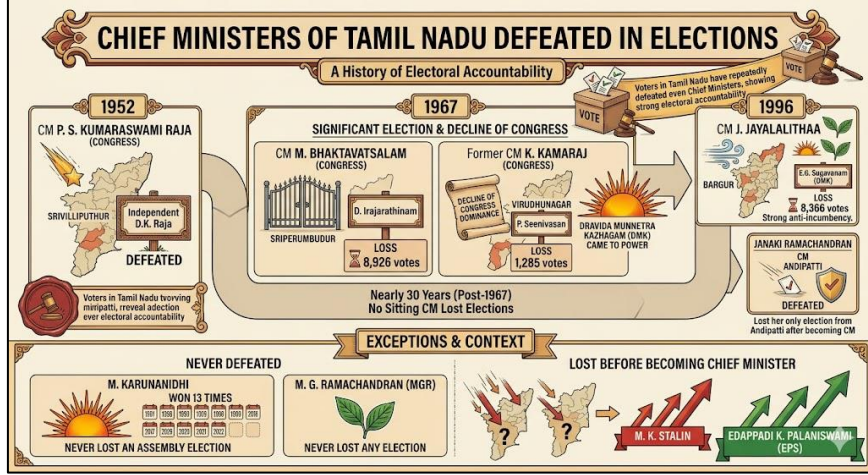 CHIEF MINISTERS OF TAMIL NADU DEFEATED IN ELECTIONS
A History of Electoral Accountability
VOTE
VOTE
Voters in Tamil Nadu have repeatedly
defeated even Chief Ministers, showing
strong electoral accountability
1952
CM P. S. KUMARASWAMI RAJA
(CONGRESS)
SRIVILLIPUTHUR
Independent
D.K. Raja
DEFEATED
Voters in Tamil Nadu
mirripatti, rreveal adection
ever electoral accountability
1967
SIGNIFICANT ELECTION & DECLINE OF CONGRESS
CM M. BHAKTAVATSALAM
(CONGRESS)
SRIPERUMBUDUR
D. Irajarathinam
LOSS
8,926 votes
Former CM K. KAMARAJ
(CONGRESS)
DECLINE OF
CONGRESS
DOMINANCE
VIRUDHUNAGAR
P. Seenivasan
LOSS
1,285 votes
DRAVIDA MUNNETRA
KAZHAGAM (DMK)
CAME TO POWER
1996
CM J. JAYALALITHAA
BARGUR
E.G. Sugavanam
(DMK)
LOSS
8,366 votes
Strong anti-incumbency.
JANAKI RAMACHANDRAN
CM
ANDIPATTI
DEFEATED
Lost her only election from
Andipatti after becoming CM
Nearly 30 Years (Post-1967)
No Sitting CM Lost Elections
EXCEPTIONS & CONTEXT
NEVER DEFEATED
M. KARUNANIDHI
WON 13 TIMES
NEVER LOST AN ASSEMBLY ELECTION
M. G. RAMACHANDRAN (MGR)
NEVER LOST ANY ELECTION
LOST BEFORE BECOMING CHIEF MINISTER
?
?
M. K. STALIN
EDAPPADI K. PALANISWAMI
(EPS)